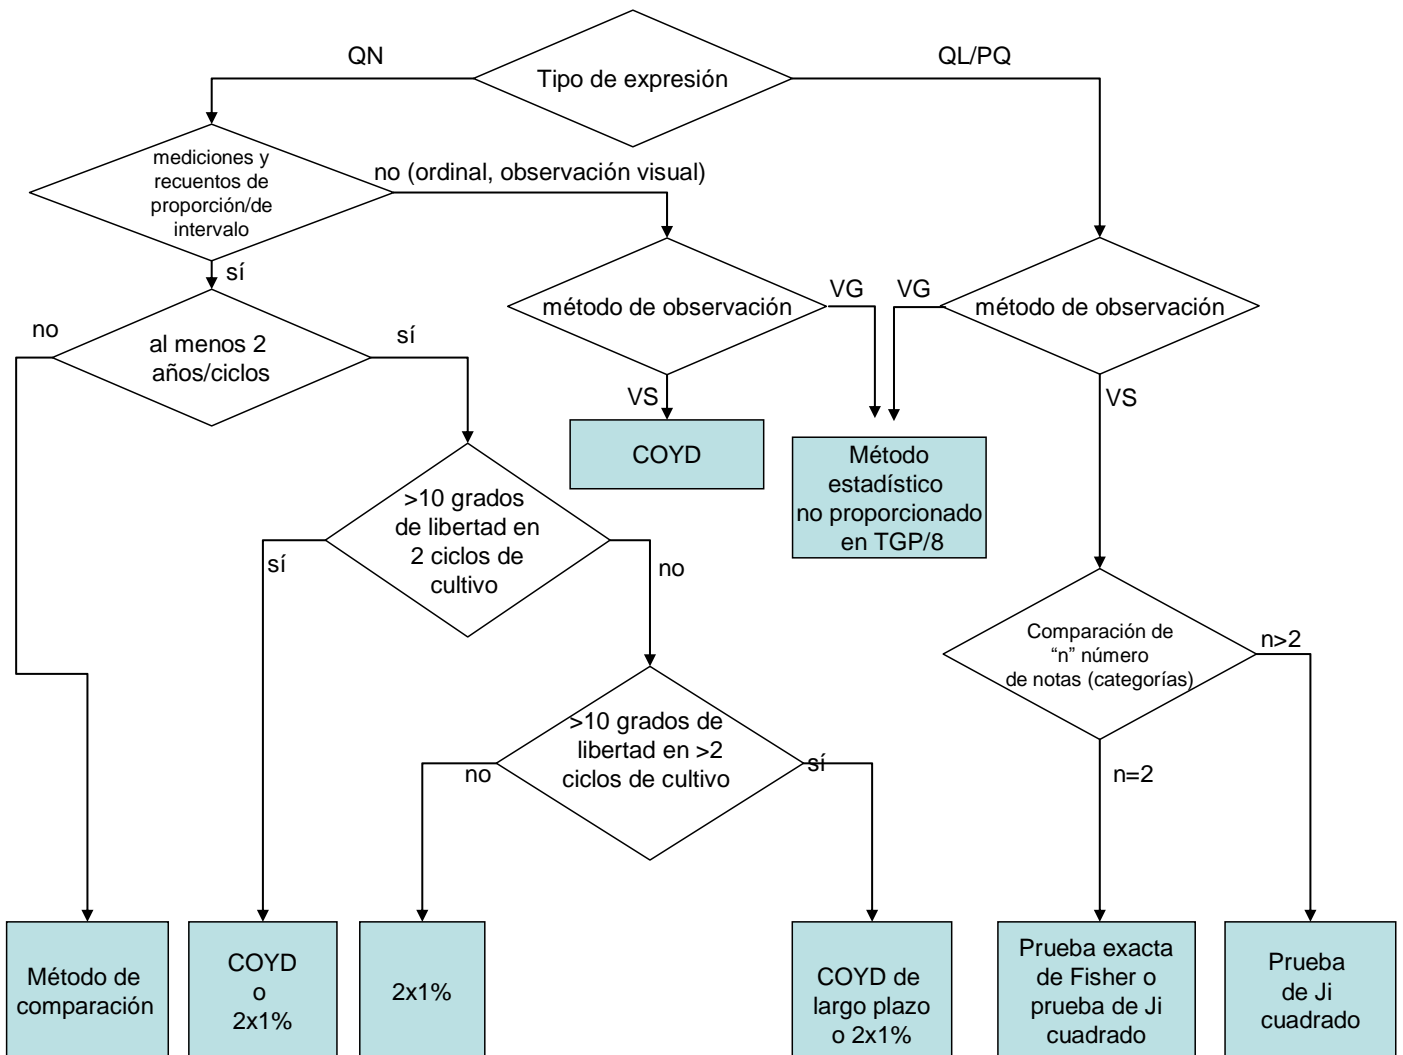 QN
QL/PQ
Tipo de expresión
mediciones y
recuentos de
proporción/de
intervalo
no (ordinal, observación visual)
sí
método de observación
VG
VG
método de observación
no
al menos 2
años/ciclos
sí
VS
VS
COYD
Método
estadístico
no proporcionado
en TGP/8
>10 grados
de libertad en
2 ciclos de
cultivo
sí
no
Comparación de
“n” número
de notas (categorías)
n>2
>10 grados de
libertad en >2
ciclos de cultivo
no
sí
n=2
Método de
comparación
COYD
o
2x1%
2x1%
COYD de
largo plazo
o 2x1%
Prueba exacta
de Fisher o
prueba de Ji
cuadrado
Prueba
de Ji
cuadrado